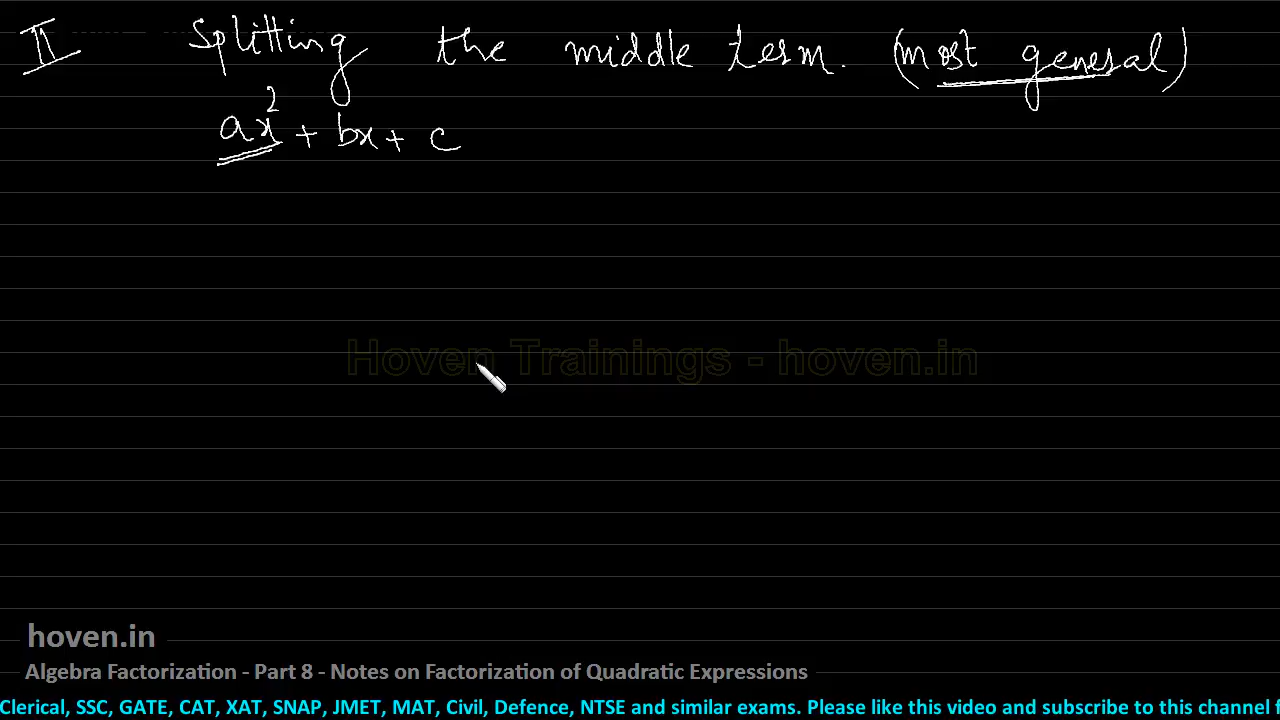 II Splitting the middle term. (most general)
ax² + bx + c
Hoven Trainings - hoven.in
hoven.in
Algebra Factorization - Part 8 - Notes on Factorization of Quadratic Expressions
Clerical, SSC, GATE, CAT, XAT, SNAP, JMET, MAT, Civil, Defence, NTSE and similar exams. Please like this video and subscribe to this channel f